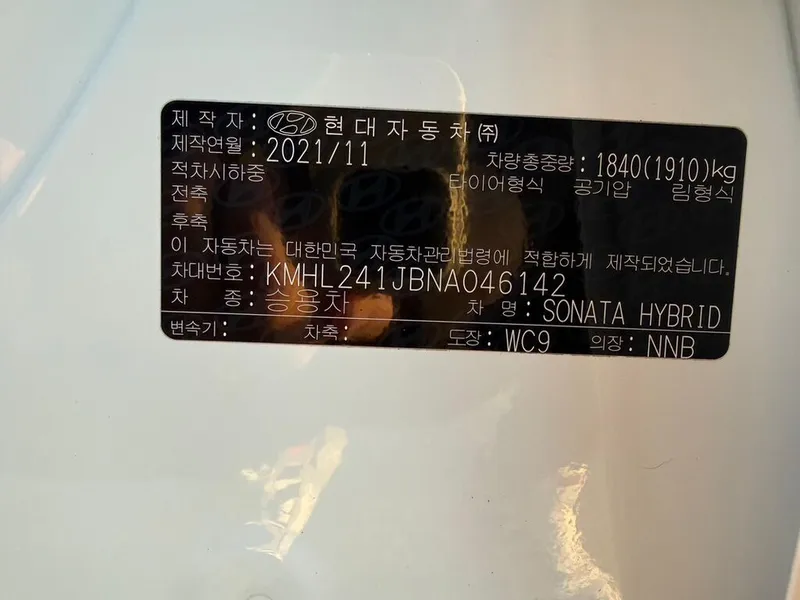 제 작 자 : 현대자동차㈜
제작연월 : 2021/11 차량총중량 : 1840(1910)kg
적차시하중 타이어형식 공기압 림형식
전축
후축
이 자동차는 대한민국 자동차관리법령에 적합하게 제작되었습니다.
차대번호 : KMHL241JBNA046142
차 종 : 승용차 차 명 : SONATA HYBRID
변속기 : 차축 : 도장 : WC9 의장 : NNB